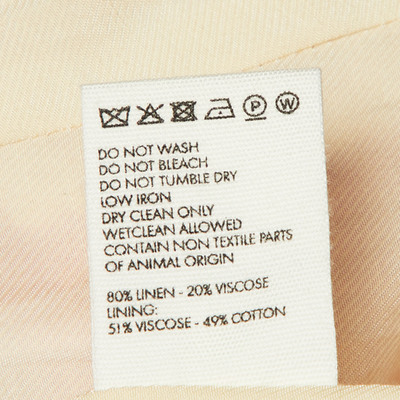 P W
DO NOT WASH
DO NOT BLEACH
DO NOT TUMBLE DRY
LOW IRON
DRY CLEAN ONLY
WETCLEAN ALLOWED
CONTAIN NON TEXTILE PARTS
OF ANIMAL ORIGIN
80% LINEN - 20% VISCOSE
LINING:
51% VISCOSE - 49% COTTON